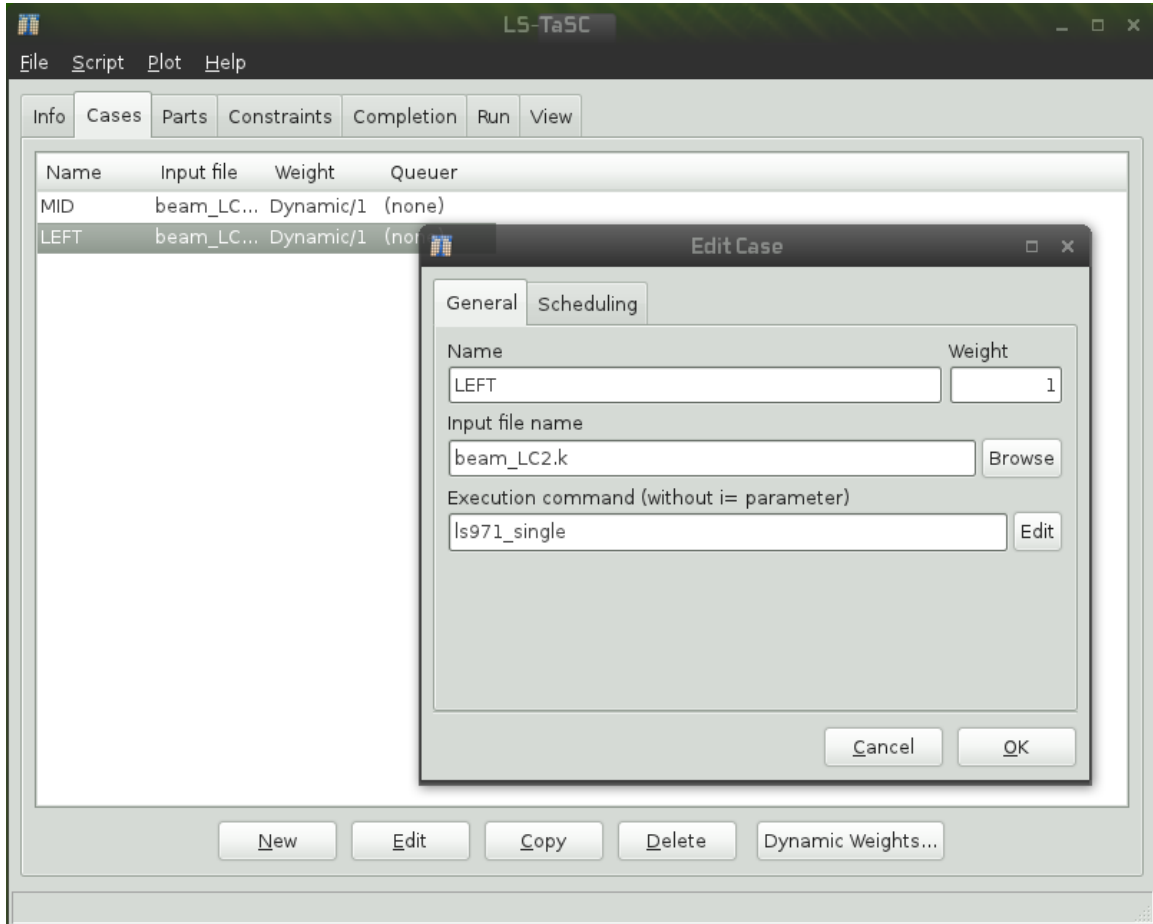 LS-TaSC
File Script Plot Help
Info Cases Parts Constraints Completion Run View
Name Input file Weight Queuer
MID beam_LC... Dynamic/1 (none)
LEFT beam_LC... Dynamic/1 (non
Edit Case
General Scheduling
Name Weight
LEFT 1
Input file name
beam_LC2.k Browse
Execution command (without i= parameter)
ls971_single Edit
Cancel OK
New Edit Copy Delete Dynamic Weights...